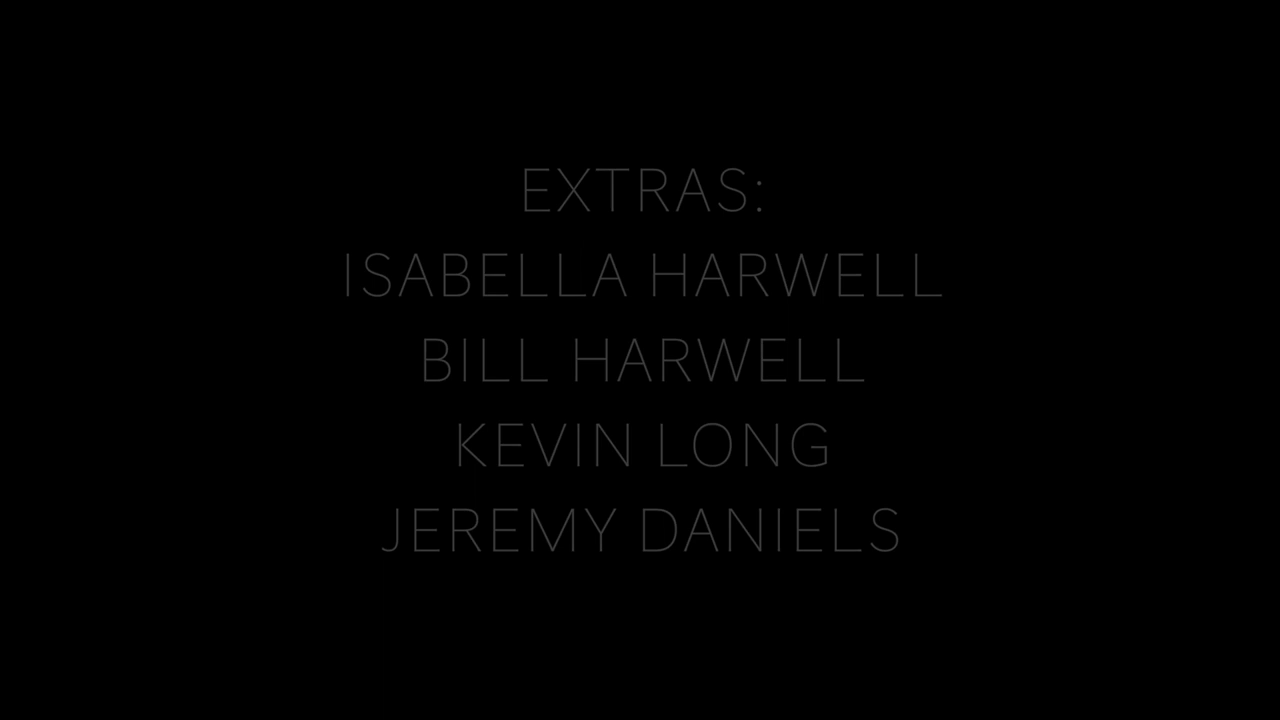 EXTRAS:
ISABELLA HARWELL
BILL HARWELL
KEVIN LONG
JEREMY DANIELS